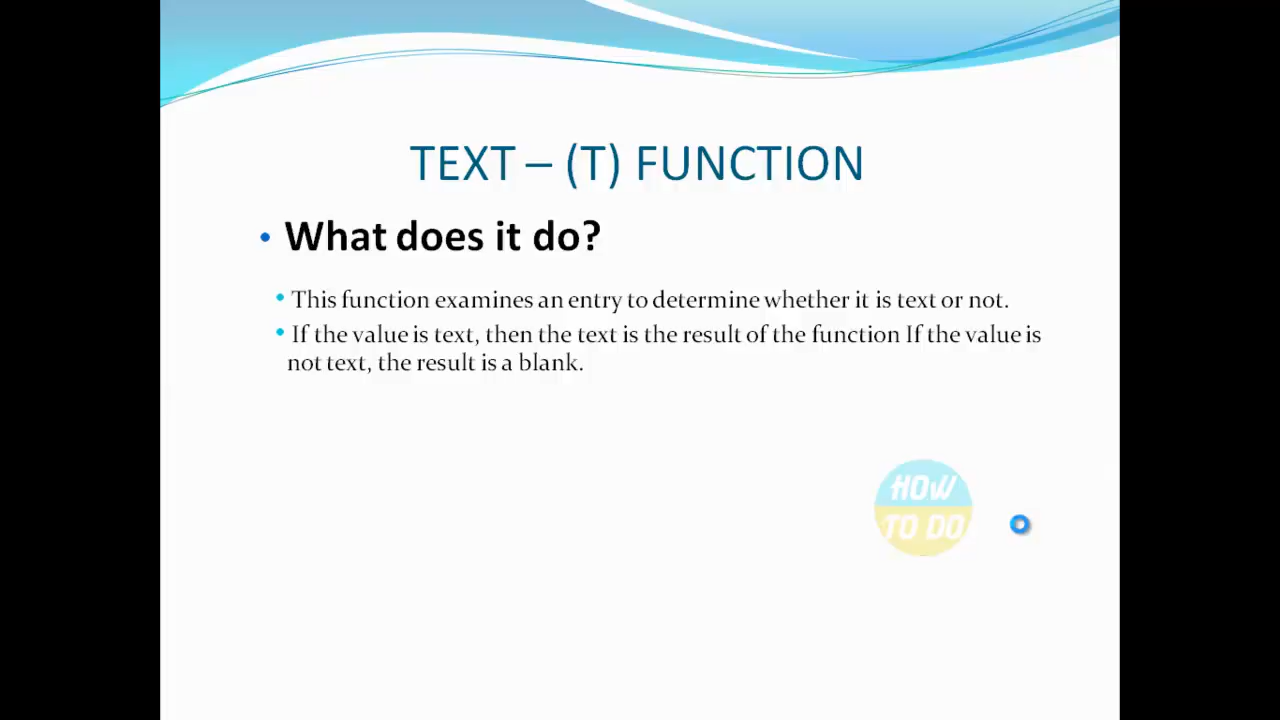 TEXT – (T) FUNCTION
• What does it do?
• This function examines an entry to determine whether it is text or not.
• If the value is text, then the text is the result of the function If the value is
not text, the result is a blank.
HOW
TO DO